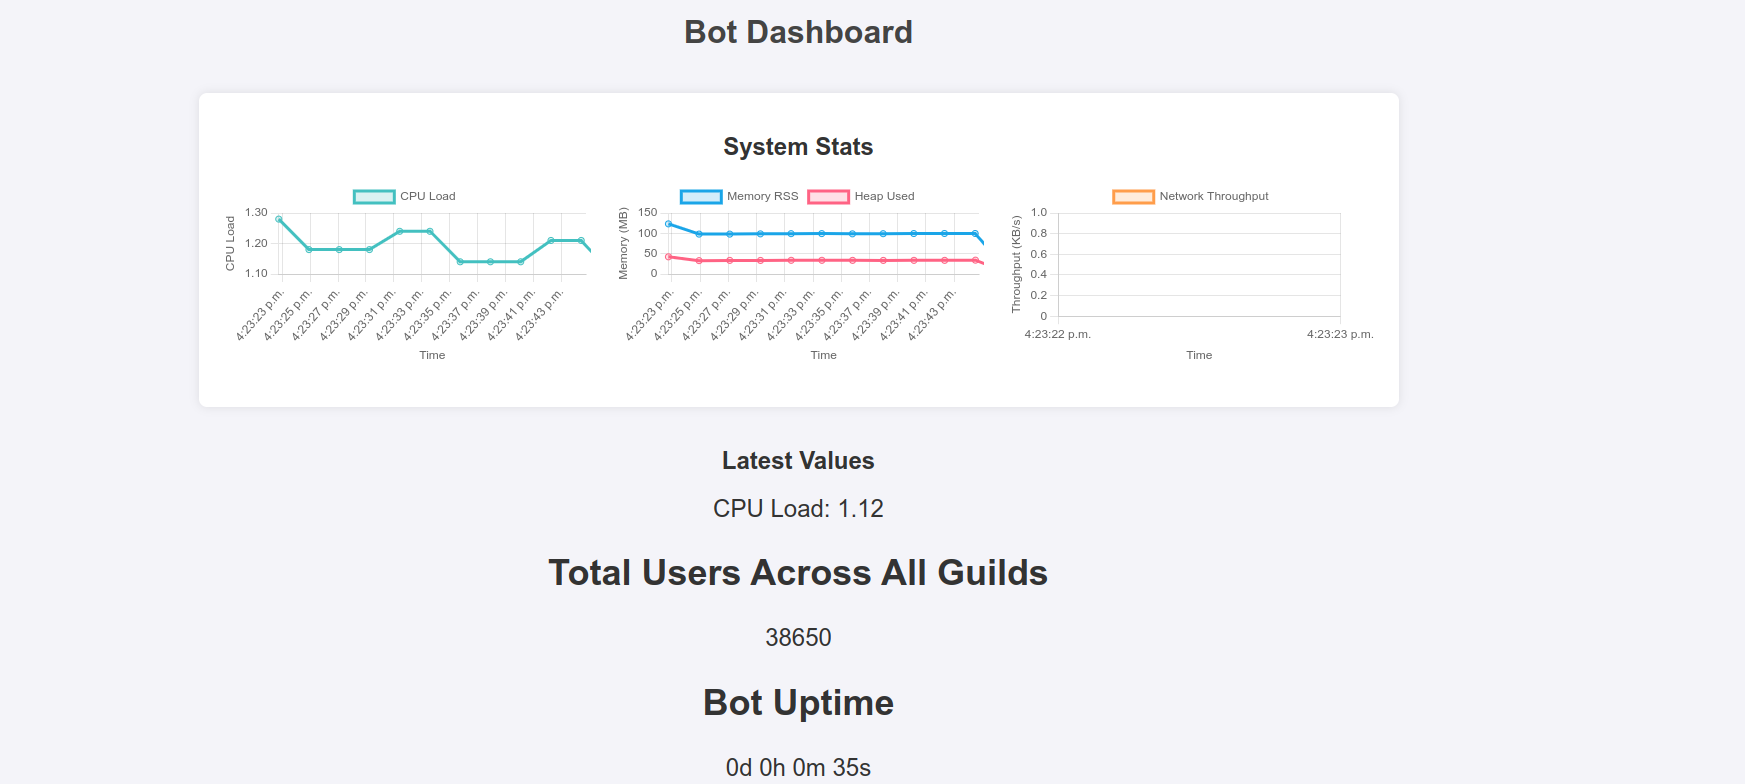 Bot Dashboard
System Stats
CPU Load
1.30
1.20
1.10
CPU Load
4:23:23 p.m.
4:23:25 p.m.
4:23:27 p.m.
4:23:29 p.m.
4:23:31 p.m.
4:23:33 p.m.
4:23:35 p.m.
4:23:37 p.m.
4:23:39 p.m.
4:23:41 p.m.
4:23:43 p.m.
Time
Memory RSS Heap Used
150
100
50
0
Memory (MB)
4:23:23 p.m.
4:23:25 p.m.
4:23:27 p.m.
4:23:29 p.m.
4:23:31 p.m.
4:23:33 p.m.
4:23:35 p.m.
4:23:37 p.m.
4:23:39 p.m.
4:23:41 p.m.
4:23:43 p.m.
Time
Network Throughput
1.0
0.8
0.6
0.4
0.2
0
Throughput (KB/s)
4:23:22 p.m. 4:23:23 p.m.
Time
Latest Values
CPU Load: 1.12
Total Users Across All Guilds
38650
Bot Uptime
0d 0h 0m 35s